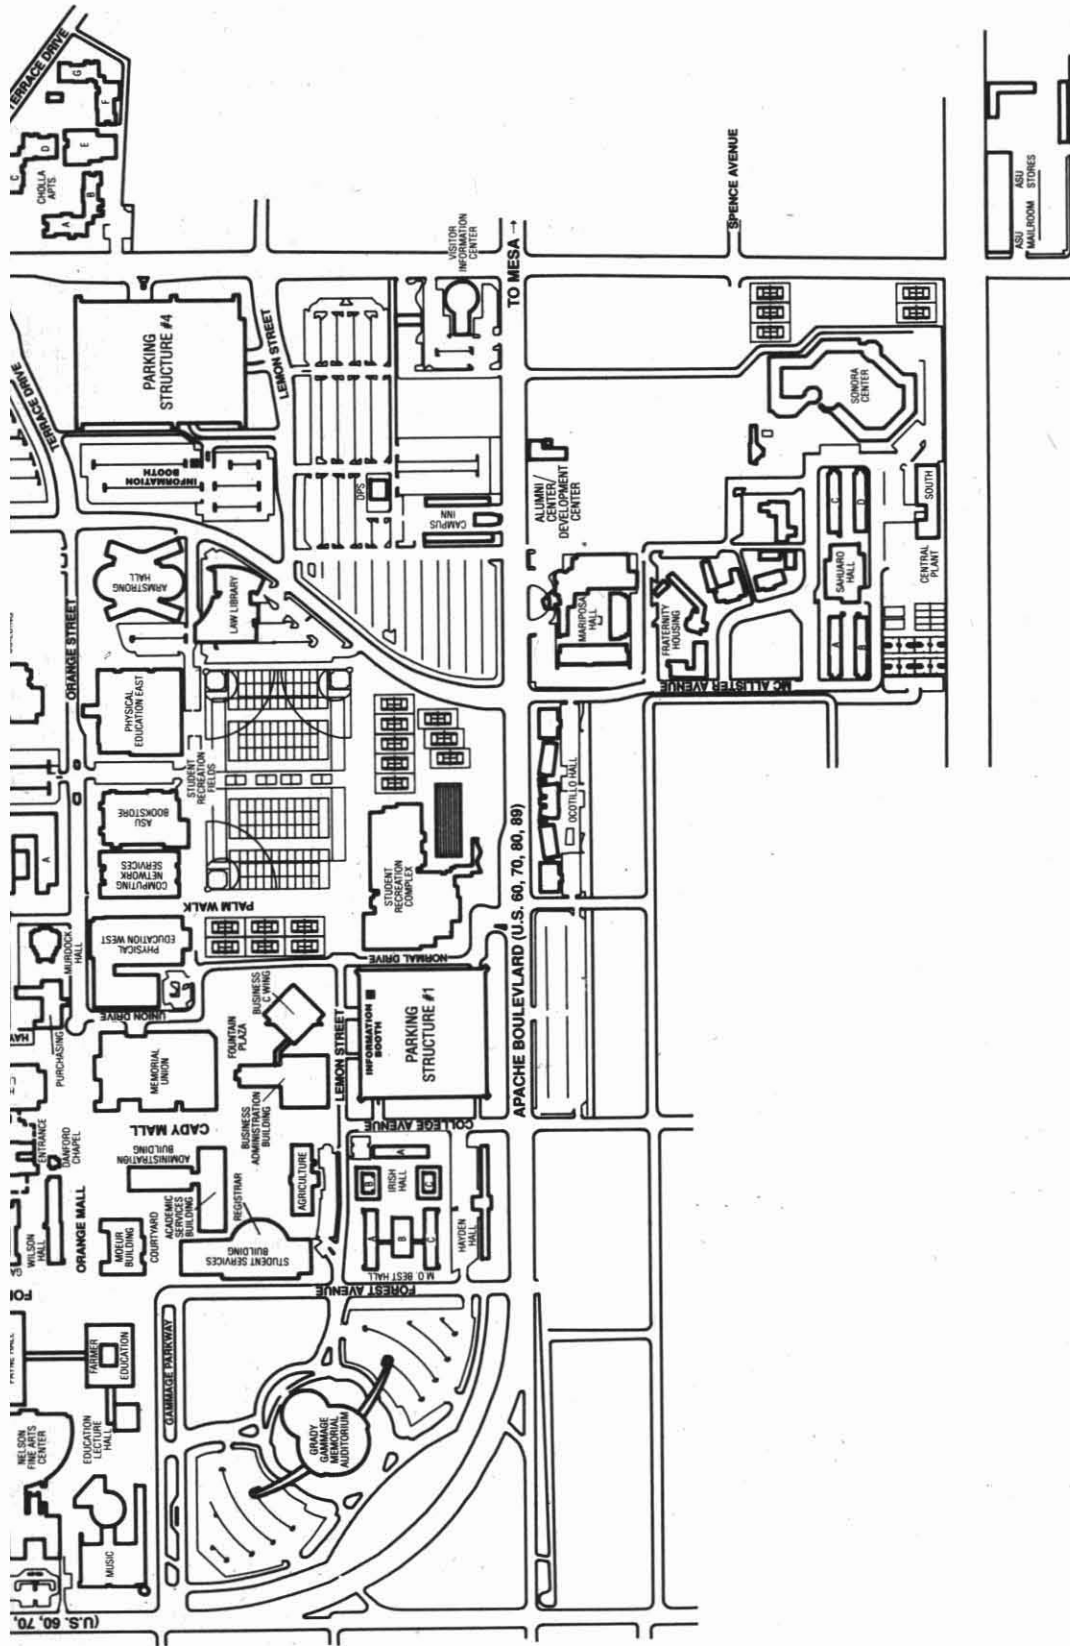 TERRACE DRIVE
G
F
E
D
C
CHOLLA
APTS.
B
A
PARKING
STRUCTURE #4
TERRACE DRIVE
LEMON STREET
INFORMATION
BOOTH
VISITOR
INFORMATION
CENTER
TO MESA →
SPENCE AVENUE
ASU
MAILROOM
ASU
STORES
SONORA
CENTER
DPS
CAMPUS
INN
ALUMNI
CENTER/
DEVELOPMENT
CENTER
ARMSTRONG
HALL
LAW LIBRARY
ORANGE STREET
PHYSICAL
EDUCATION EAST
MARIPOSA
HALL
FRATERNITY
HOUSING
C
D
SAHUARO
HALL
A
B
SOUTH
CENTRAL
PLANT
MC ALLISTER AVENUE
STUDENT
RECREATION
FIELDS
ASU
BOOKSTORE
COMPUTING
NETWORK
SERVICES
A
PALM WALK
STUDENT
RECREATION
COMPLEX
OCOTILLO HALL
APACHE BOULEVLARD (U.S. 60, 70, 80, 89)
PHYSICAL
EDUCATION WEST
MURDOCK
HALL
NORMAL DRIVE
UNION DRIVE
HAY
PURCHASING
MEMORIAL
UNION
FOUNTAIN
PLAZA
BUSINESS
C WING
LEMON STREET
INFORMATION
BOOTH
PARKING
STRUCTURE #1
BUSINESS
ADMINISTRATION
BUILDING
CADY MALL
COLLEGE AVENUE
ENTRANCE
DANFORD
CHAPEL
ADMINISTRATION
BUILDING
ACADEMIC
SERVICES
BUILDING
REGISTRAR
AGRICULTURE
A
B
IRISH
HALL
C
A
B
C
M.O. BEST HALL
HAYDEN
HALL
WILSON
HALL
ORANGE MALL
MOEUR
BUILDING
COURTYARD
STUDENT SERVICES
BUILDING
FOREST AVENUE
FO
PAYNE HALL
FARMER
EDUCATION
GAMMAGE PARKWAY
NELSON
FINE ARTS
CENTER
EDUCATION
LECTURE
HALL
GRADY
GAMMAGE
MEMORIAL
AUDITORIUM
MUSIC
(U.S. 60, 70,